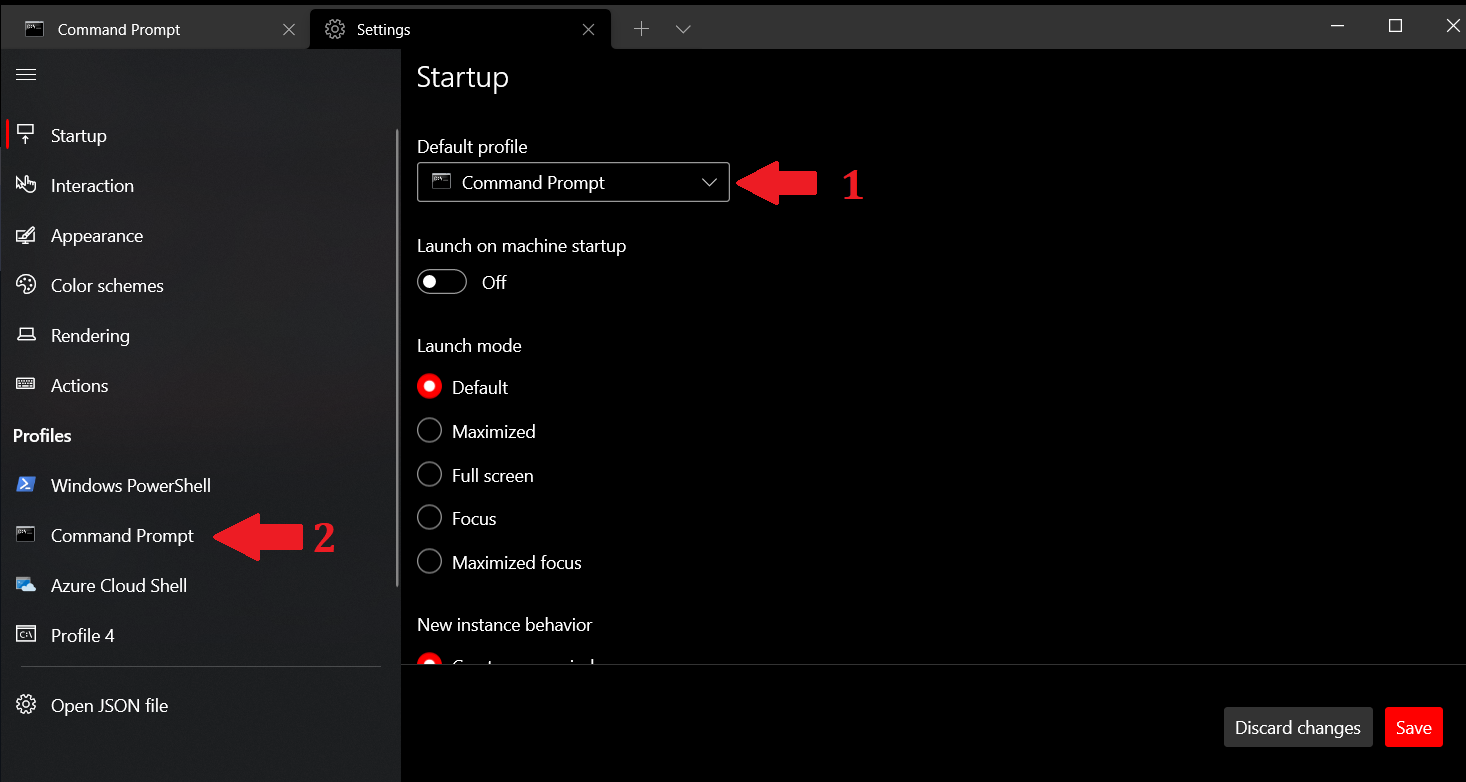 Command Prompt
Settings
Startup
Interaction
Appearance
Color schemes
Rendering
Actions
Profiles
Windows PowerShell
Command Prompt
2
Azure Cloud Shell
Profile 4
Open JSON file
Startup
Default profile
Command Prompt
1
Launch on machine startup
Off
Launch mode
Default
Maximized
Full screen
Focus
Maximized focus
New instance behavior
Discard changes
Save